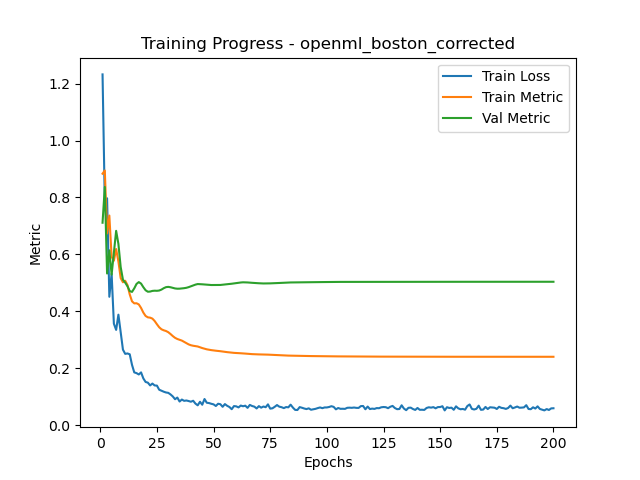 Training Progress - openml_boston_corrected
Train Loss
Train Metric
Val Metric
1.2
1.0
0.8
0.6
0.4
0.2
0.0
Metric
0 25 50 75 100 125 150 175 200
Epochs